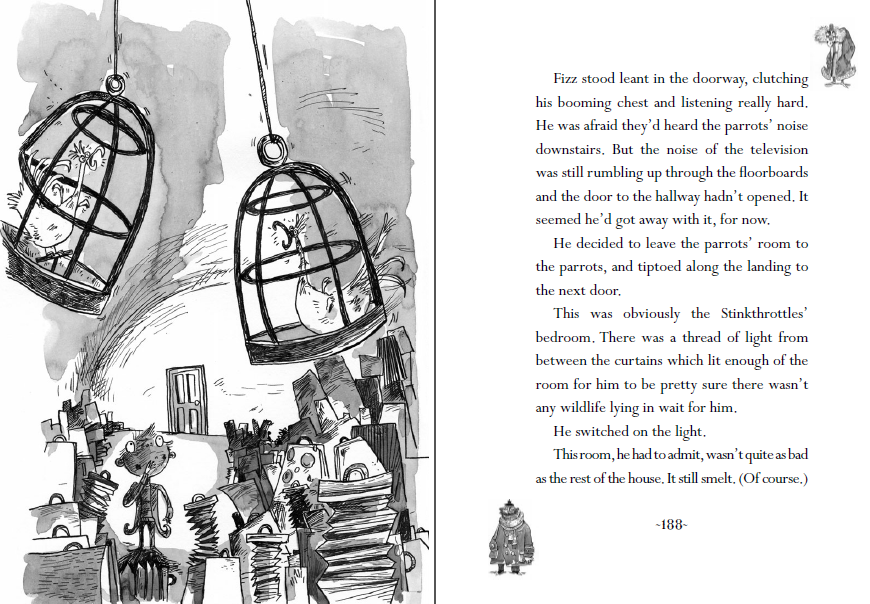 Fizz stood leant in the doorway, clutching
his booming chest and listening really hard.
He was afraid they’d heard the parrots’ noise
downstairs. But the noise of the television
was still rumbling up through the floorboards
and the door to the hallway hadn’t opened. It
seemed he’d got away with it, for now.
He decided to leave the parrots’ room to
the parrots, and tiptoed along the landing to
the next door.
This was obviously the Stinkthrottles’
bedroom. There was a thread of light from
between the curtains which lit enough of the
room for him to be pretty sure there wasn’t
any wildlife lying in wait for him.
He switched on the light.
This room, he had to admit, wasn’t quite as bad
as the rest of the house. It still smelt. (Of course.)
~188~